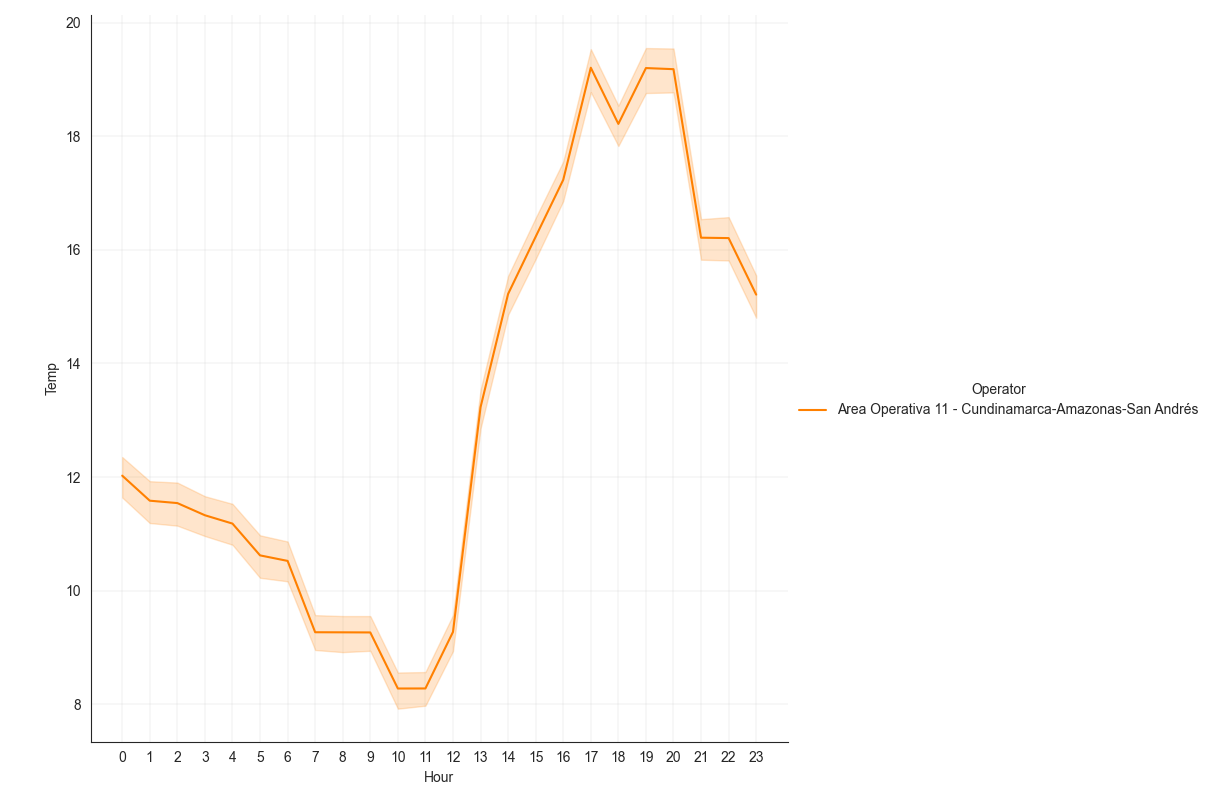 20
18
16
14
12
10
8
Temp
0 1 2 3 4 5 6 7 8 9 10 11 12 13 14 15 16 17 18 19 20 21 22 23
Hour
Operator
Area Operativa 11 - Cundinamarca-Amazonas-San Andrés